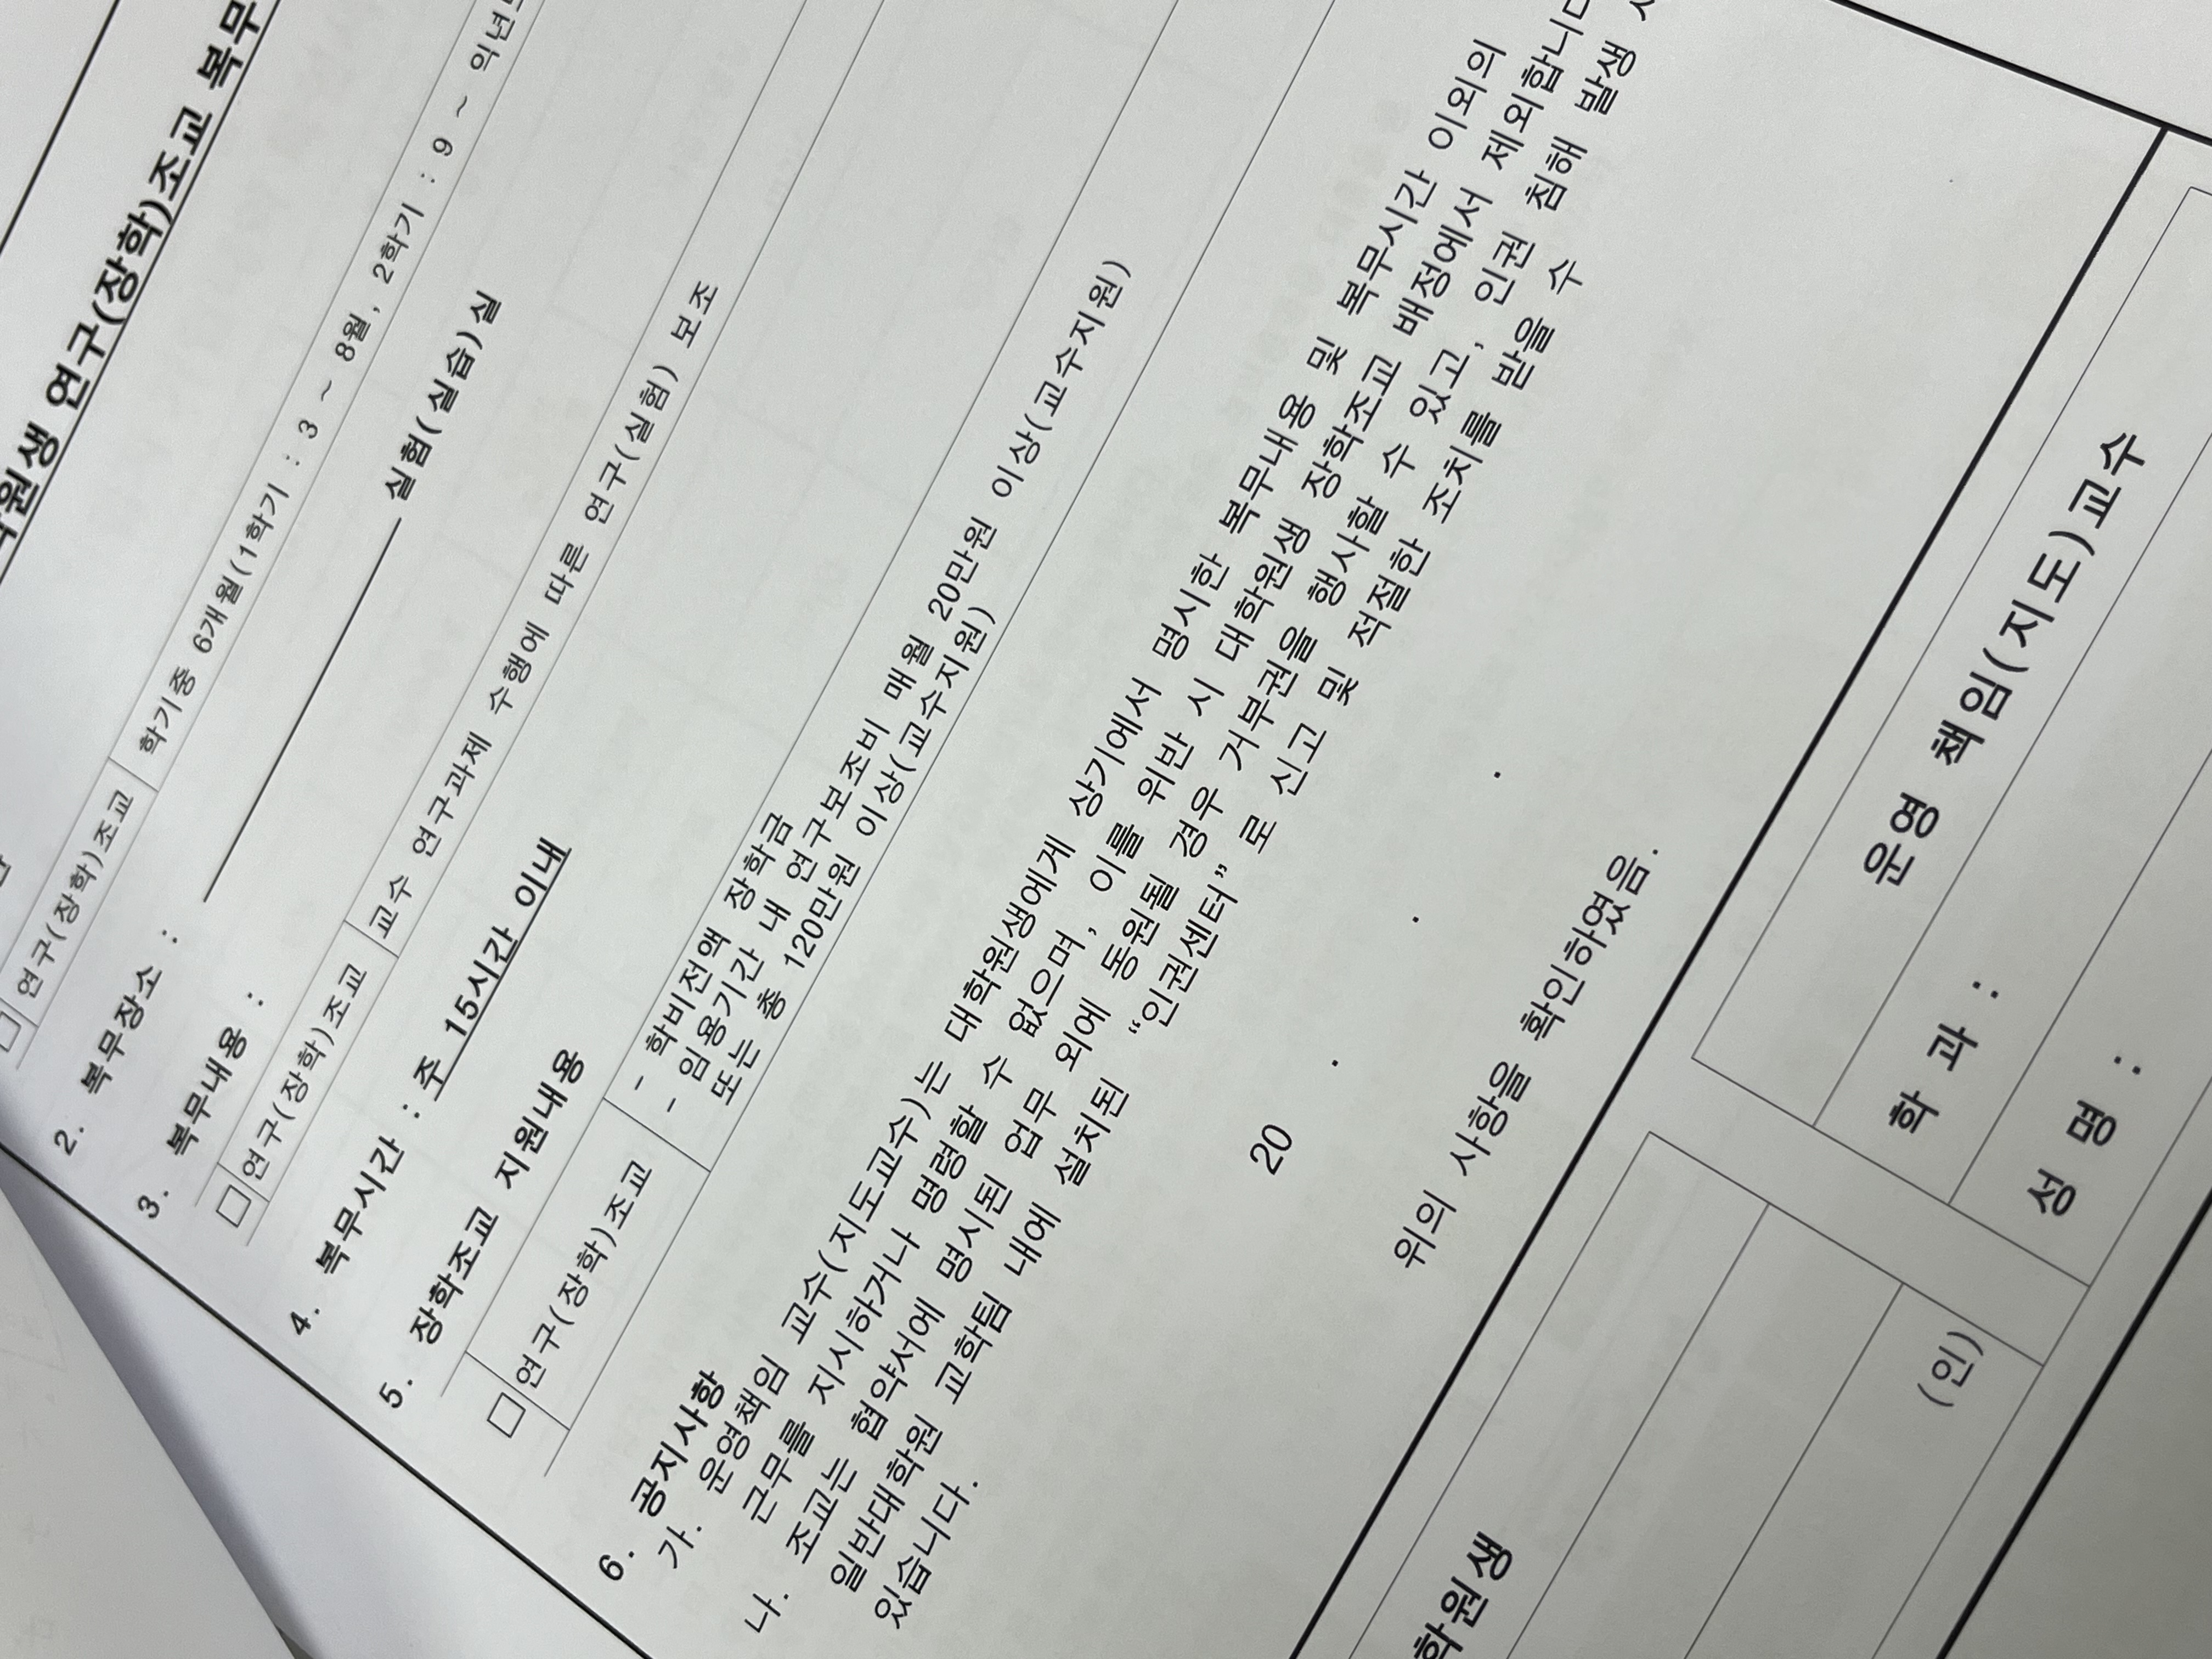 연구(장학)조교 복무
연구(장학)조교 학기중 6개월(1학기 : 3 ~ 8월, 2학기 : 9 ~
2. 복무장소 : 실험(실습)실
3. 복무내용 :
연구(장학)조교 교수 연구과제 수행에 따른 연구(실험) 보조
4. 복무시간 : 주 15시간 이내
5. 장학조교 지원내용
연구(장학)조교
- 학비전액 장학금
- 임용기간 내 연구보조비 매월 20만원 이상(교수지원)
또는 총 120만원 이상(교수지원)
6. 공지사항
가. 운영책임 교수(지도교수)는 대학원생에게 상기에서 명시한 복무내용 및 복무시간 이외의
근무를 지시하거나 명령할 수 없으며, 이를 위반 시 대학원생 장학조교 배정에서 제외합니다
나. 조교는 협약서에 명시된 업무 외에 동원될 경우 거부권을 행사할 수 있고, 인권 침해 발생
일반대학원 교학팀 내에 설치된 “인권센터”로 신고 및 적절한 조치를 받을 수
있습니다.
20 . . .
위의 사항을 확인하였음.
학원생
(인)
운영 책임(지도)교수
학 과 :
성 명 :